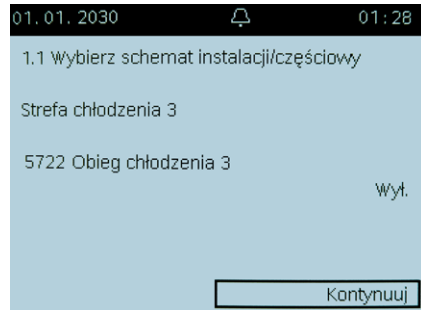 01.01.2030 01:28
1.1 Wybierz schemat instalacji/częściowy
Strefa chłodzenia 3
5722 Obieg chłodzenia 3
Wył.
Kontynuuj